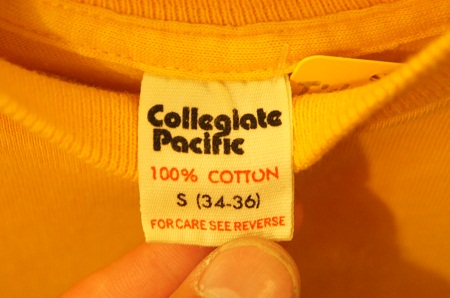 Collegiate
Pacific
100% COTTON
S (34-36)
FOR CARE SEE REVERSE